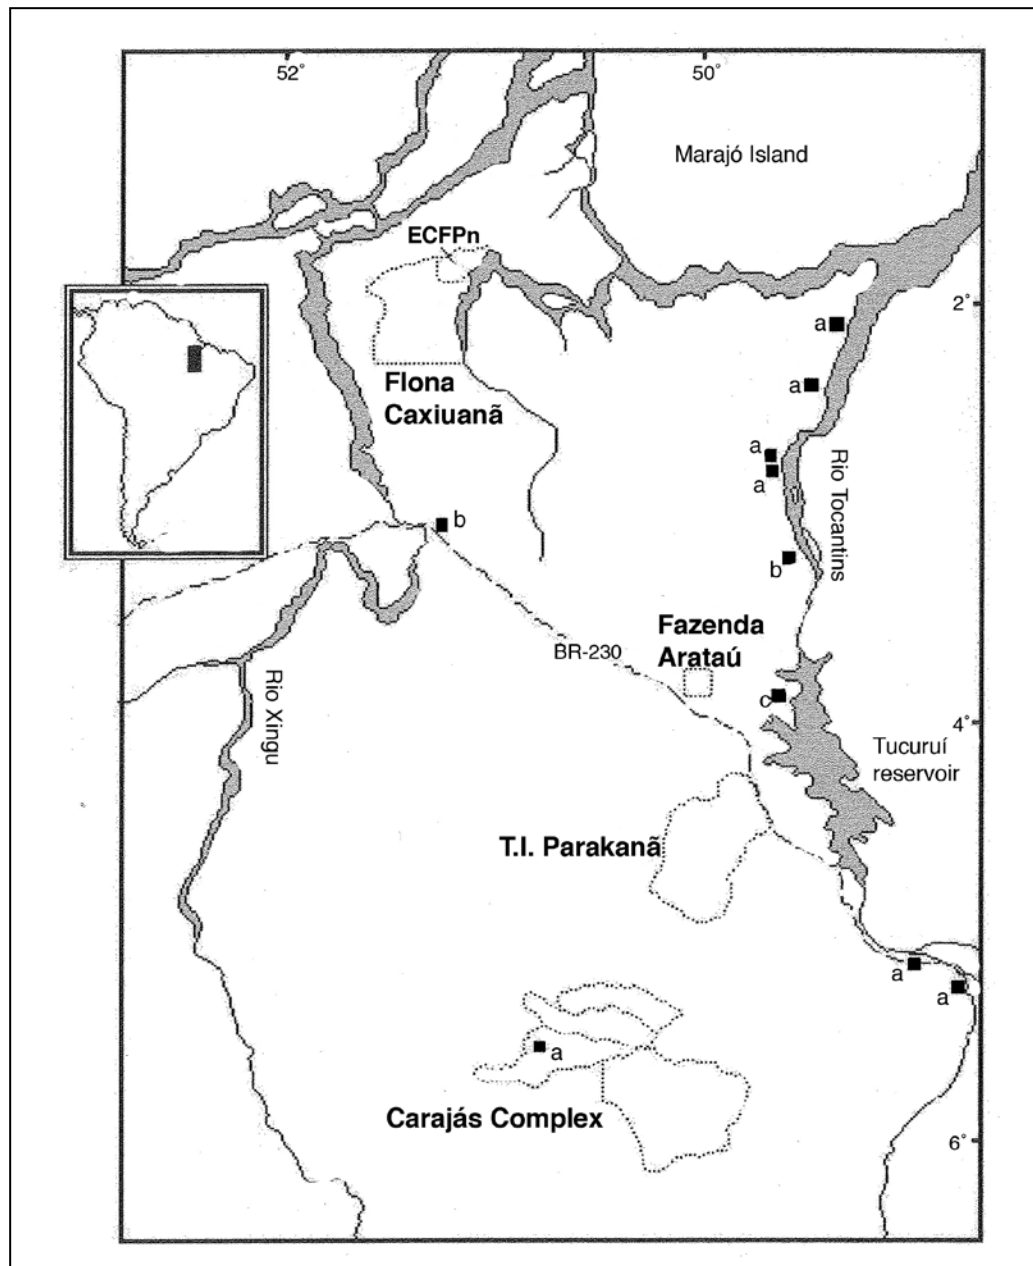 52°
50°
Marajó Island
ECFPn
2°
a
a
Flona
Caxiuanã
a
a
Rio Tocantins
b
b
Fazenda
Arataú
BR-230
Rio Xingu
c
4°
Tucuruí
reservoir
T.I. Parakanã
a
a
a
Carajás Complex
6°